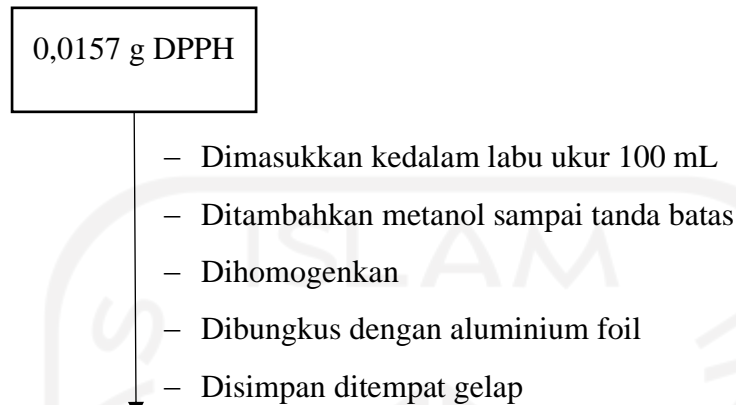 0,0157 g DPPH
– Dimasukkan kedalam labu ukur 100 mL
– Ditambahkan metanol sampai tanda batas
– Dihomogenkan
– Dibungkus dengan aluminium foil
– Disimpan ditempat gelap
ISLAM